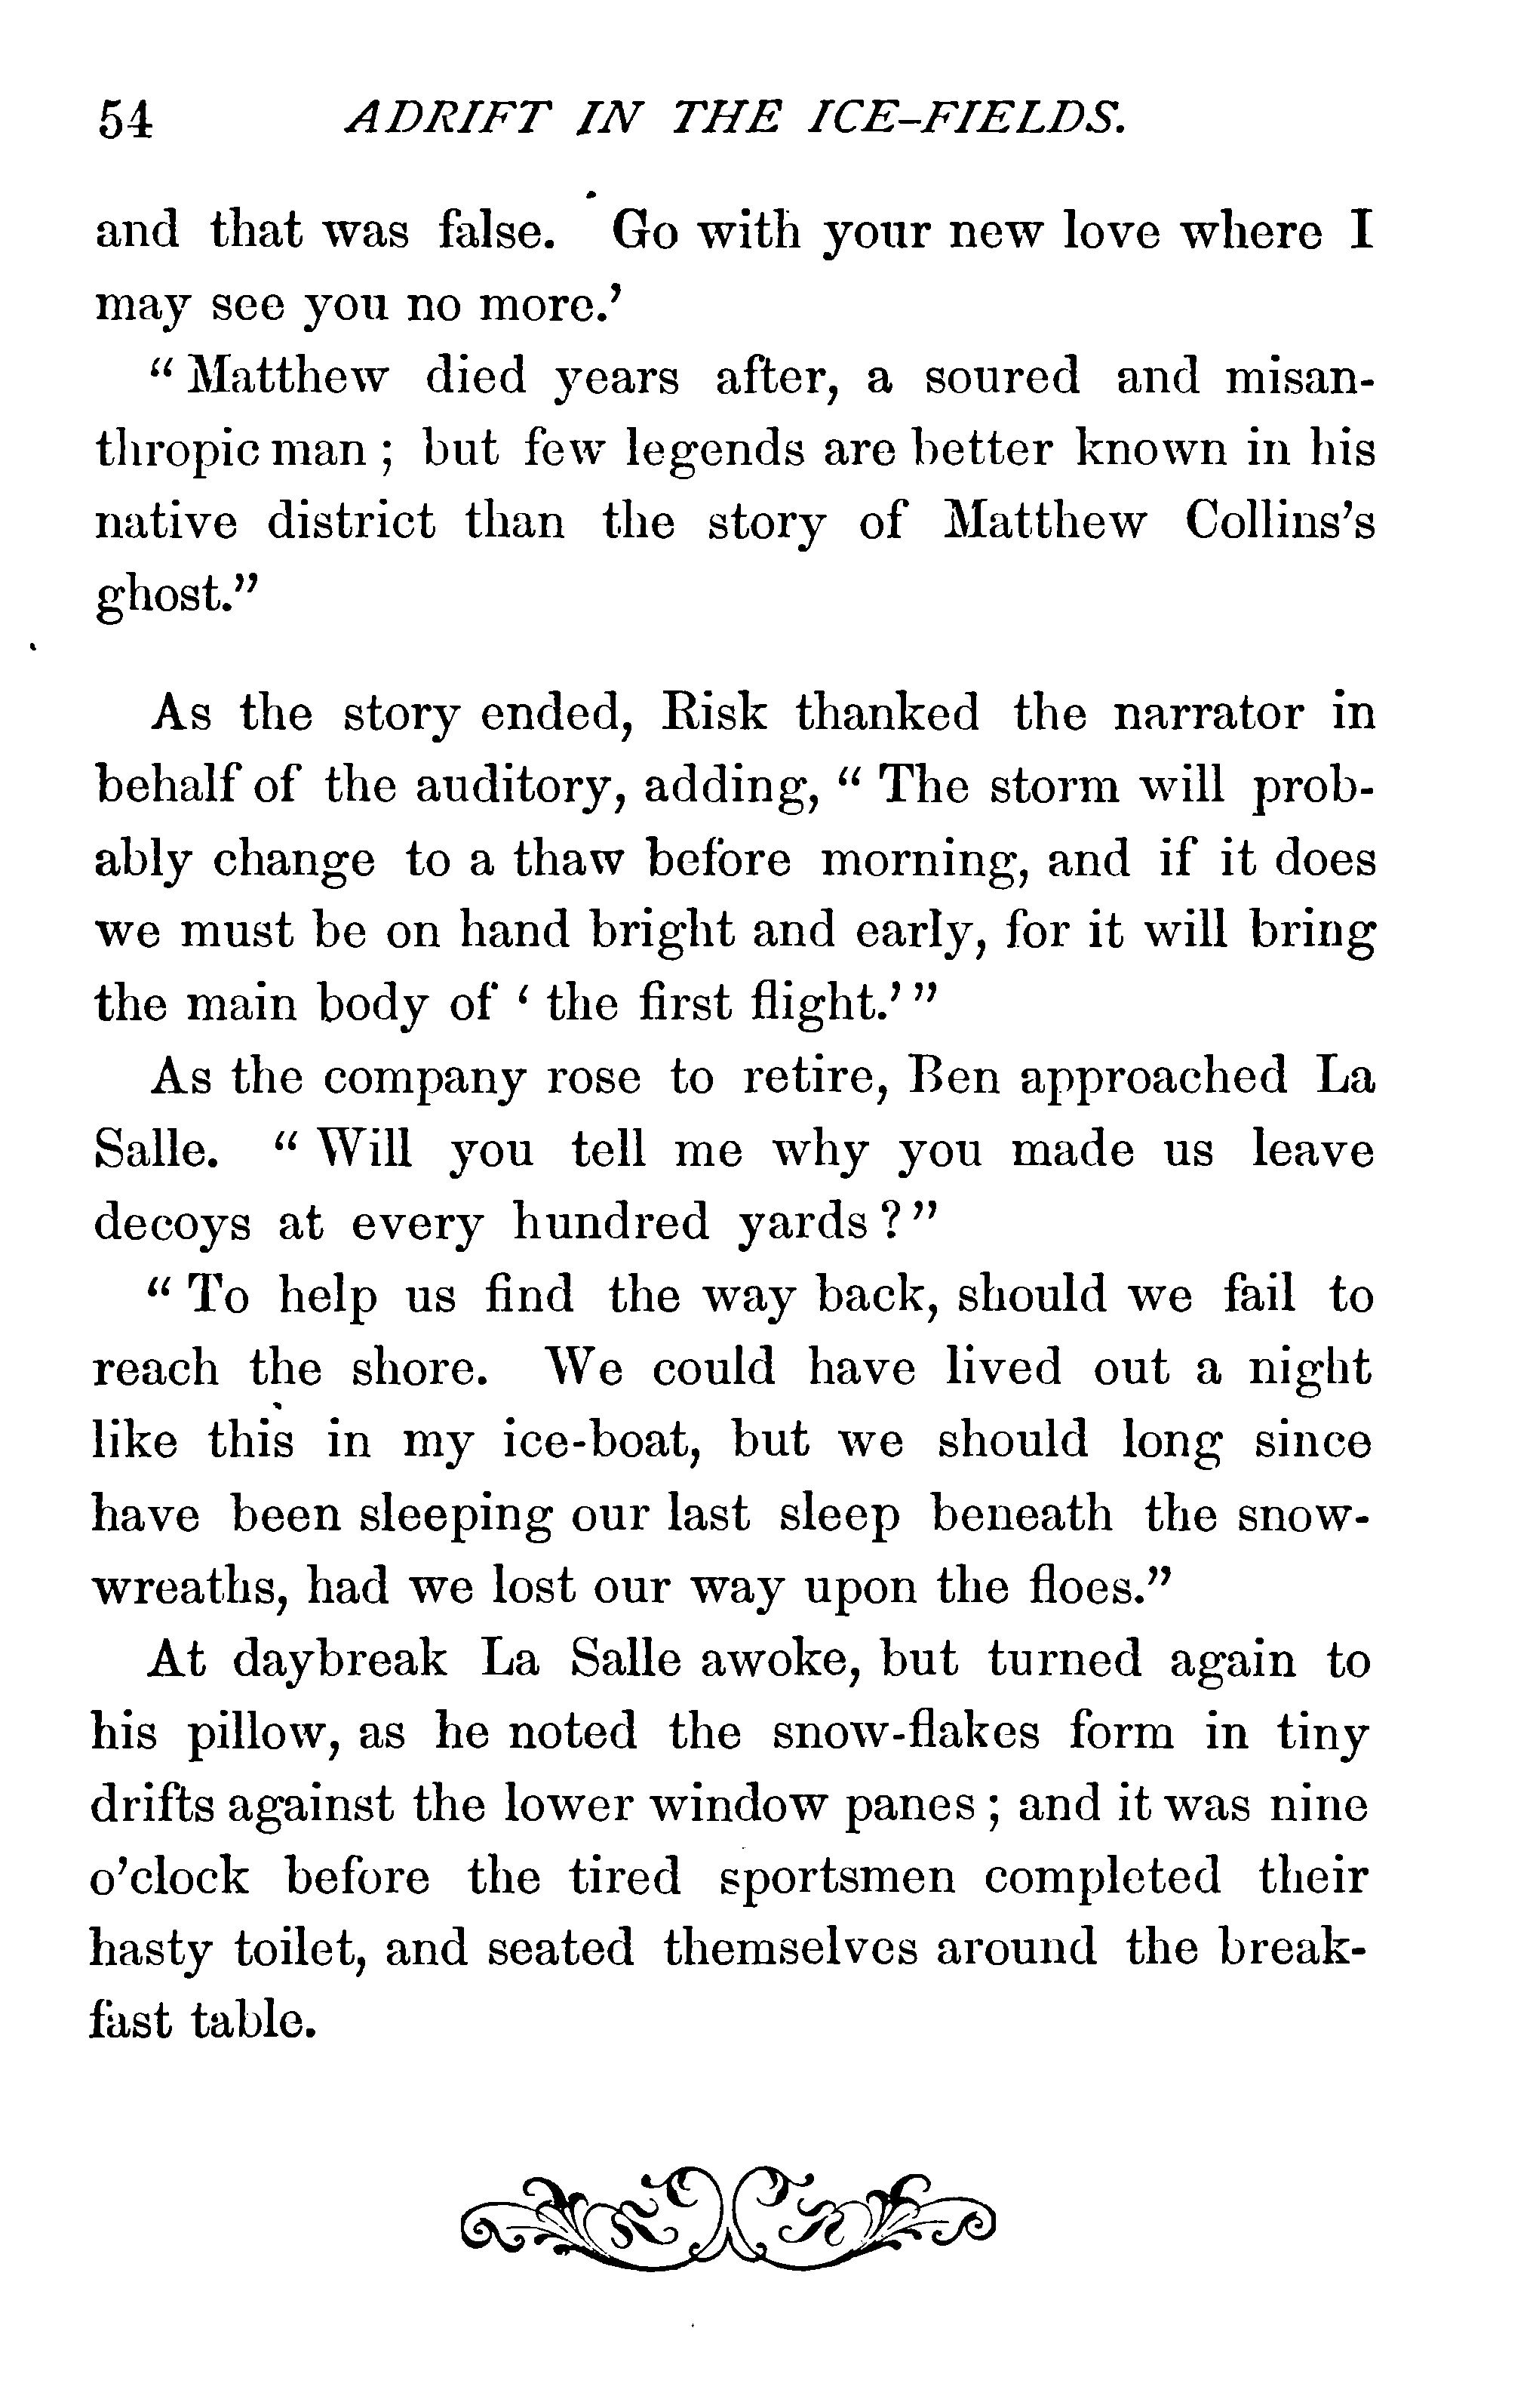 54 ADRIFT IN THE ICE-FIELDS.
and that was false. Go with your new love where I
may see you no more.’
“Matthew died years after, a soured and misan-
thropic man; but few legends are better known in his
native district than the story of Matthew Collins’s
ghost.”
As the story ended, Risk thanked the narrator in
behalf of the auditory, adding, “The storm will prob-
ably change to a thaw before morning, and if it does
we must be on hand bright and early, for it will bring
the main body of ‘the first flight.’”
As the company rose to retire, Ben approached La
Salle. “Will you tell me why you made us leave
decoys at every hundred yards?”
“To help us find the way back, should we fail to
reach the shore. We could have lived out a night
like this in my ice-boat, but we should long since
have been sleeping our last sleep beneath the snow-
wreaths, had we lost our way upon the floes.”
At daybreak La Salle awoke, but turned again to
his pillow, as he noted the snow-flakes form in tiny
drifts against the lower window panes; and it was nine
o’clock before the tired sportsmen completed their
hasty toilet, and seated themselves around the break-
fast table.